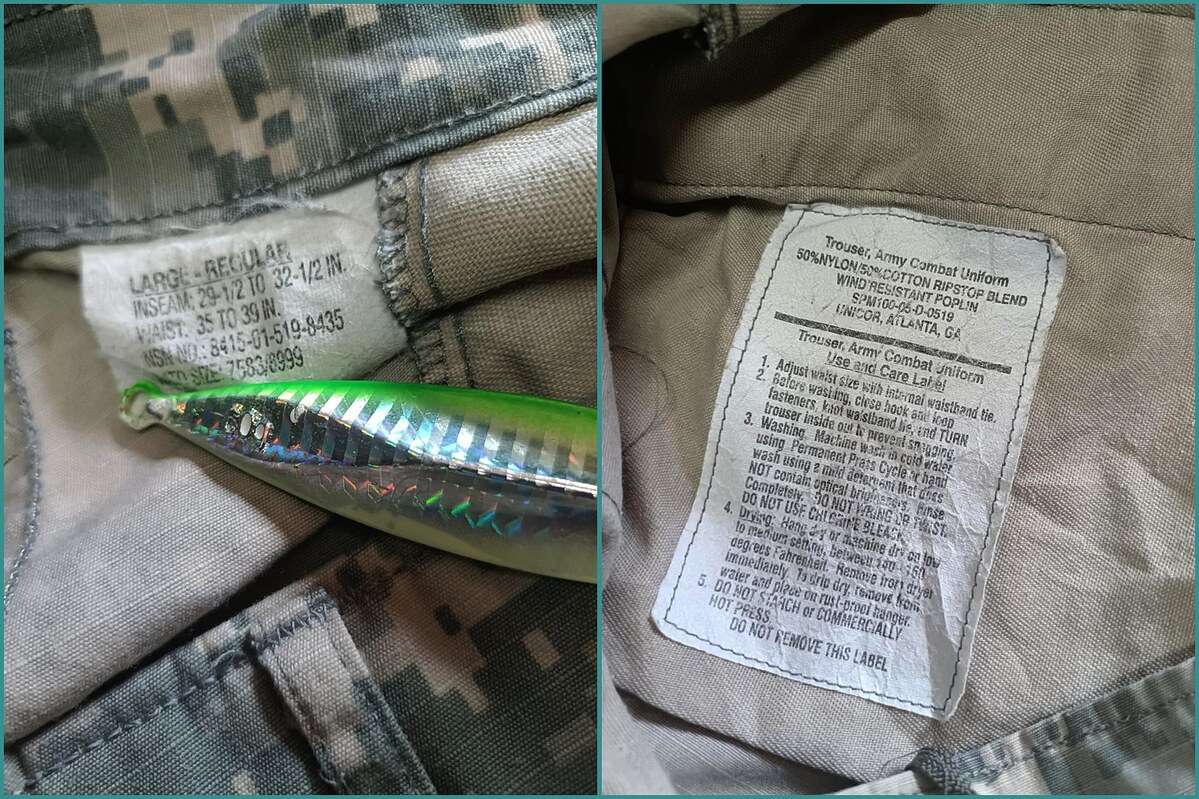 LARGE - REGULAR
INSEAM: 29-1/2 TO 32-1/2 IN.
WAIST: 35 TO 39 IN.
NSN NO.: 8415-01-519-8435
SIZE: 7583/8999
Trouser, Army Combat Uniform
50%NYLON/50%COTTON RIPSTOP BLEND
WIND RESISTANT POPLIN
SPM100-05-D-0519
UNICOR, ATLANTA, GA
Trouser, Army Combat Uniform
Use and Care Label
1. Adjust waist size with internal waistband tie.
2. Before washing, close hook and loop
fasteners, knot waistband tie, and TURN
trouser inside out to prevent snagging.
3. Washing: Machine wash in cold water
using Permanent Press Cycle or hand
wash using a mild detergent that does
NOT contain optical brighteners. Rinse
Completely. DO NOT WRING OR TWIST.
DO NOT USE CHLORINE BLEACH.
4. Drying: Hang dry or machine dry on low
to medium setting, between 140 - 160
degrees Fahrenheit. Remove from dryer
immediately. To drip dry, remove from
water and place on rust-proof hanger.
5. DO NOT STARCH or COMMERCIALLY
HOT PRESS.
DO NOT REMOVE THIS LABEL